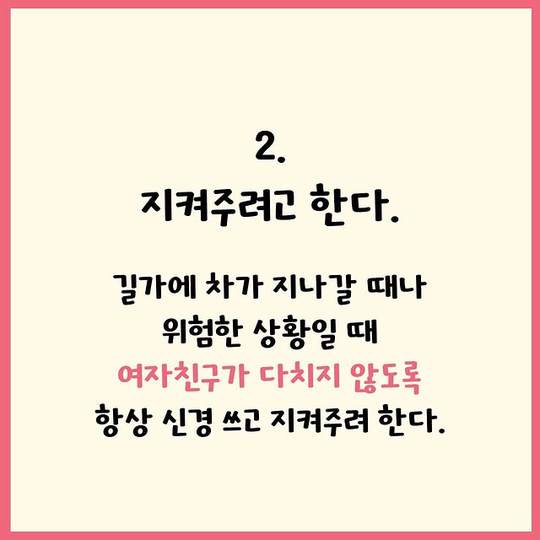 2.
지켜주려고 한다.
길가에 차가 지나갈 때나
위험한 상황일 때
여자친구가 다치지 않도록
항상 신경 쓰고 지켜주려 한다.